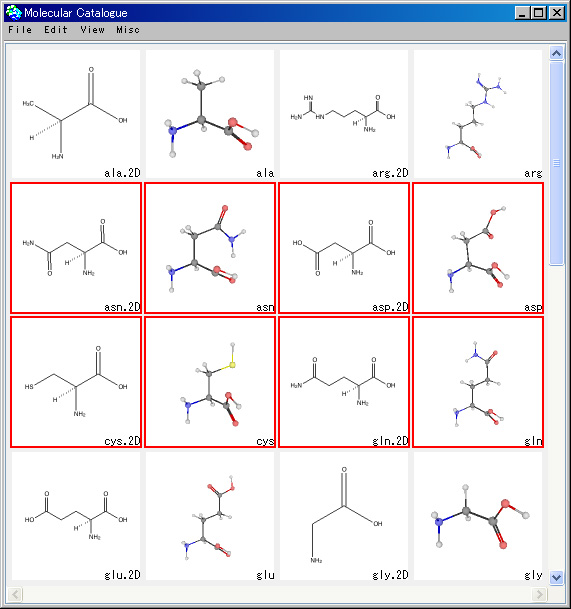 Molecular Catalogue
File Edit View Misc
O
H₃C
OH
H
H₂N
ala.2D
ala
NH
O
H₂N
NH
OH
H
NH₂
arg.2D
arg
O
H₂N
OH
H
O
NH₂
asn.2D
asn
O
HO
OH
H
O
NH₂
asp.2D
asp
O
HS
OH
H
NH₂
cys.2D
cys
O
O
H₂N
OH
H
NH₂
gln.2D
gln
O
O
HO
OH
H
NH₂
glu.2D
glu
O
OH
NH₂
gly.2D
gly